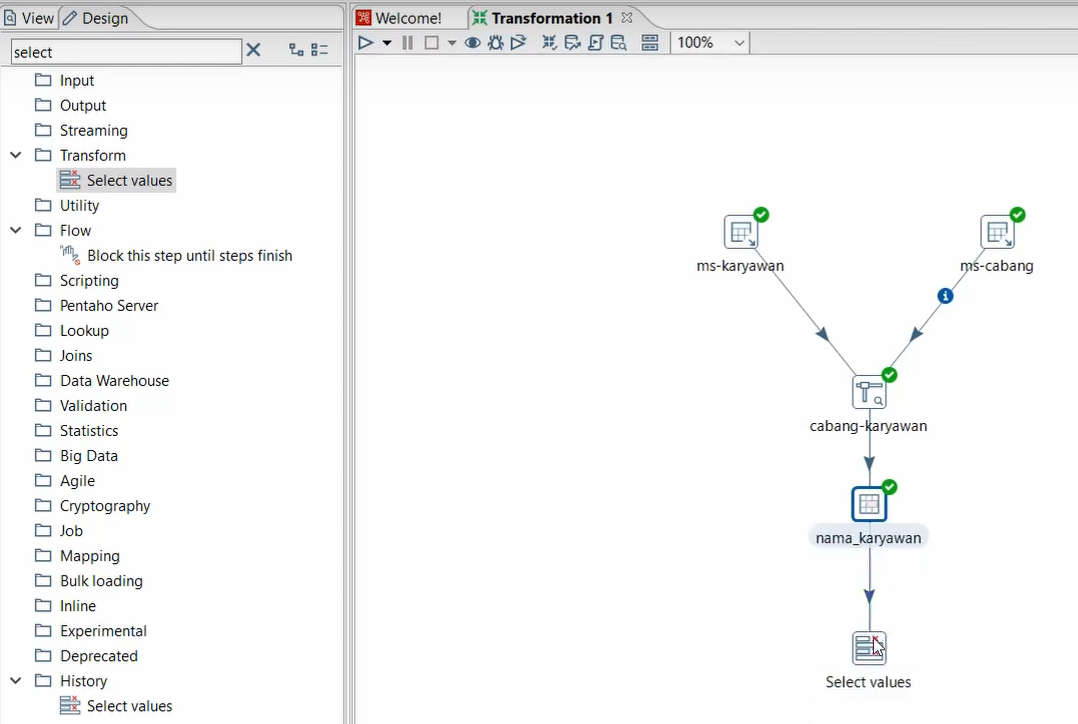 View
Design
Welcome!
Transformation 1
select
100%
Input
Output
Streaming
Transform
Select values
Utility
Flow
Block this step until steps finish
Scripting
Pentaho Server
Lookup
Joins
Data Warehouse
Validation
Statistics
Big Data
Agile
Cryptography
Job
Mapping
Bulk loading
Inline
Experimental
Deprecated
History
Select values
ms-karyawan
ms-cabang
cabang-karyawan
nama_karyawan
Select values